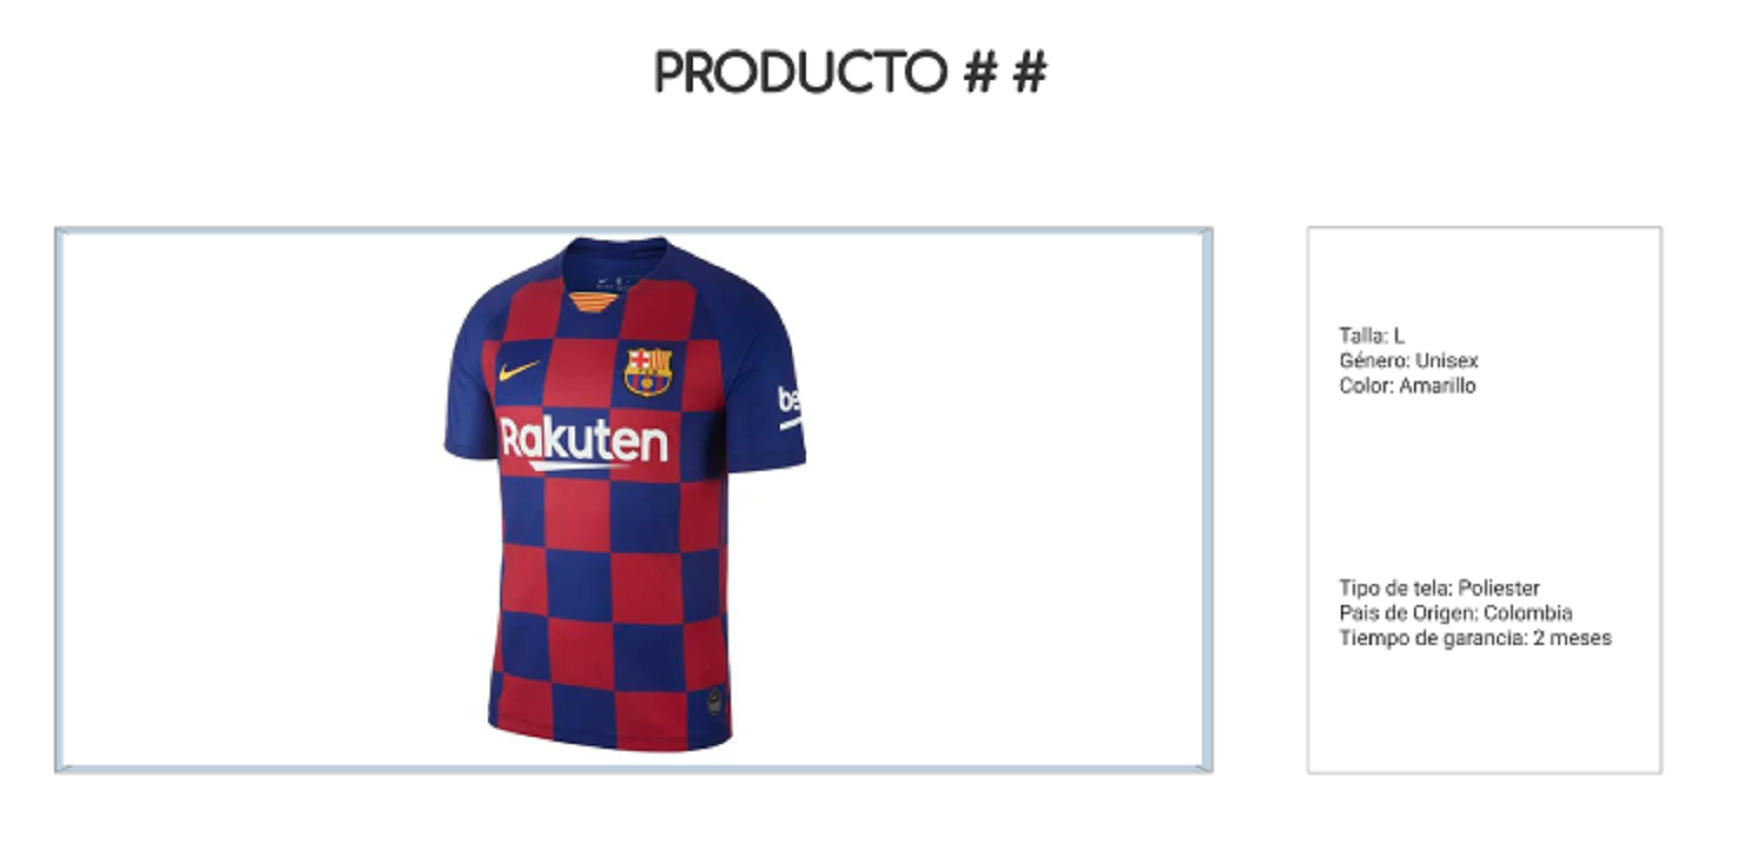 PRODUCTO # #
Rakuten
be
Talla: L
Género: Unisex
Color: Amarillo
Tipo de tela: Poliester
Pais de Origen: Colombia
Tiempo de garancia: 2 meses